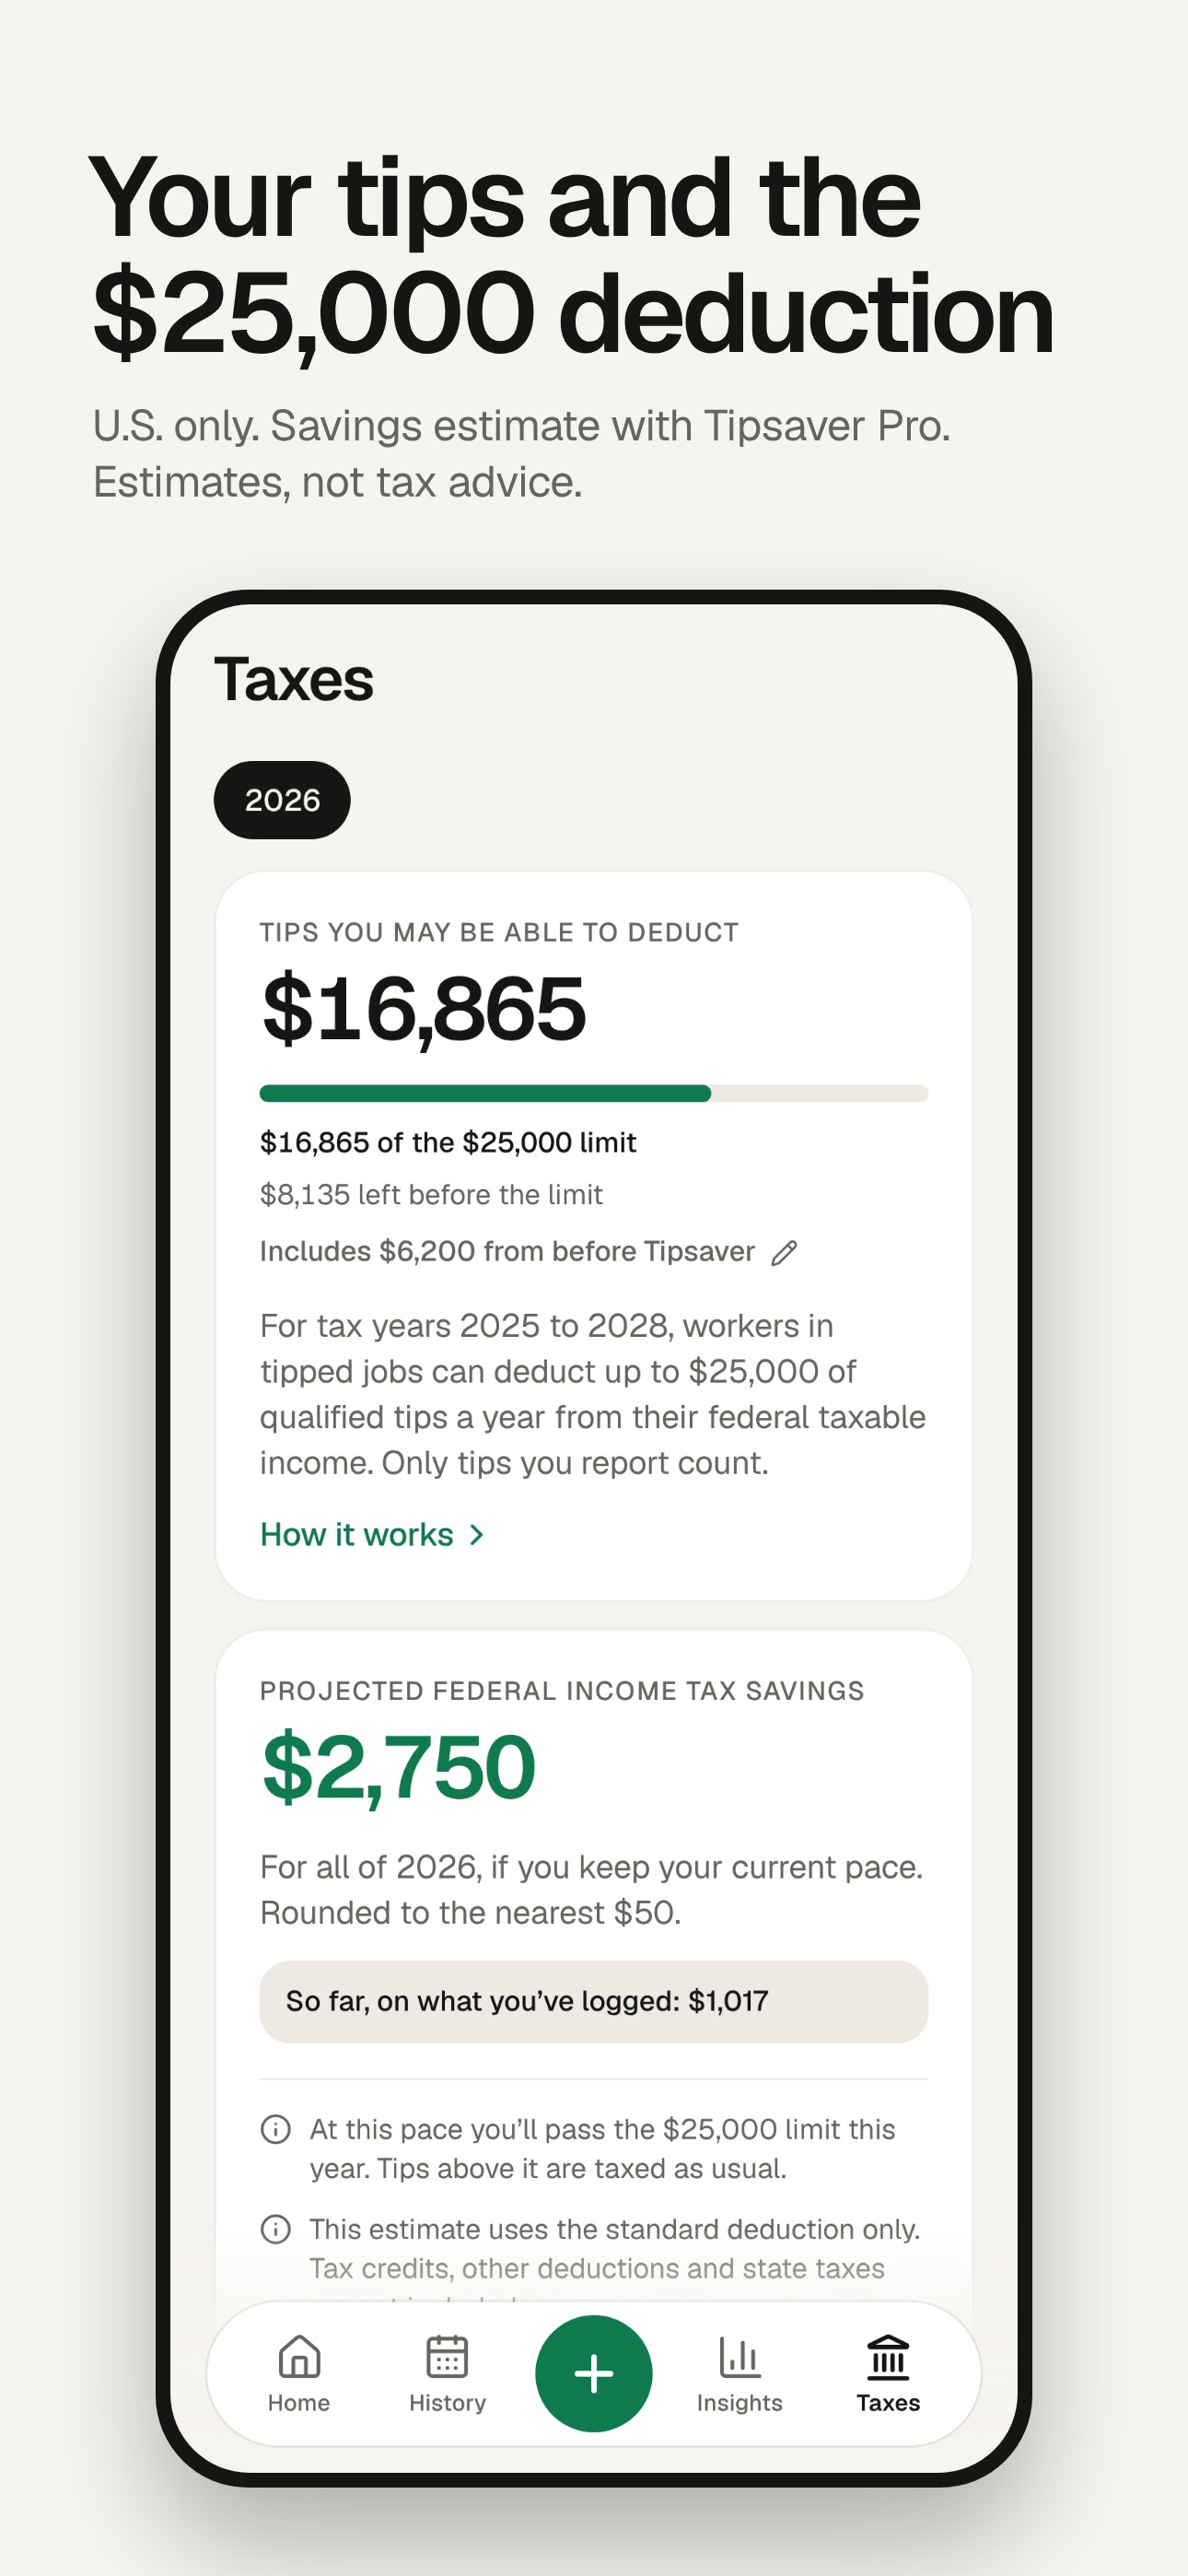 Your tips and the
$25,000 deduction
U.S. only. Savings estimate with Tipsaver Pro.
Estimates, not tax advice.
Taxes
2026
TIPS YOU MAY BE ABLE TO DEDUCT
$16,865
$16,865 of the $25,000 limit
$8,135 left before the limit
Includes $6,200 from before Tipsaver
For tax years 2025 to 2028, workers in
tipped jobs can deduct up to $25,000 of
qualified tips a year from their federal taxable
income. Only tips you report count.
How it works
PROJECTED FEDERAL INCOME TAX SAVINGS
$2,750
For all of 2026, if you keep your current pace.
Rounded to the nearest $50.
So far, on what you’ve logged: $1,017
At this pace you’ll pass the $25,000 limit this
year. Tips above it are taxed as usual.
This estimate uses the standard deduction only.
Tax credits, other deductions and state taxes
Home
History
Insights
Taxes